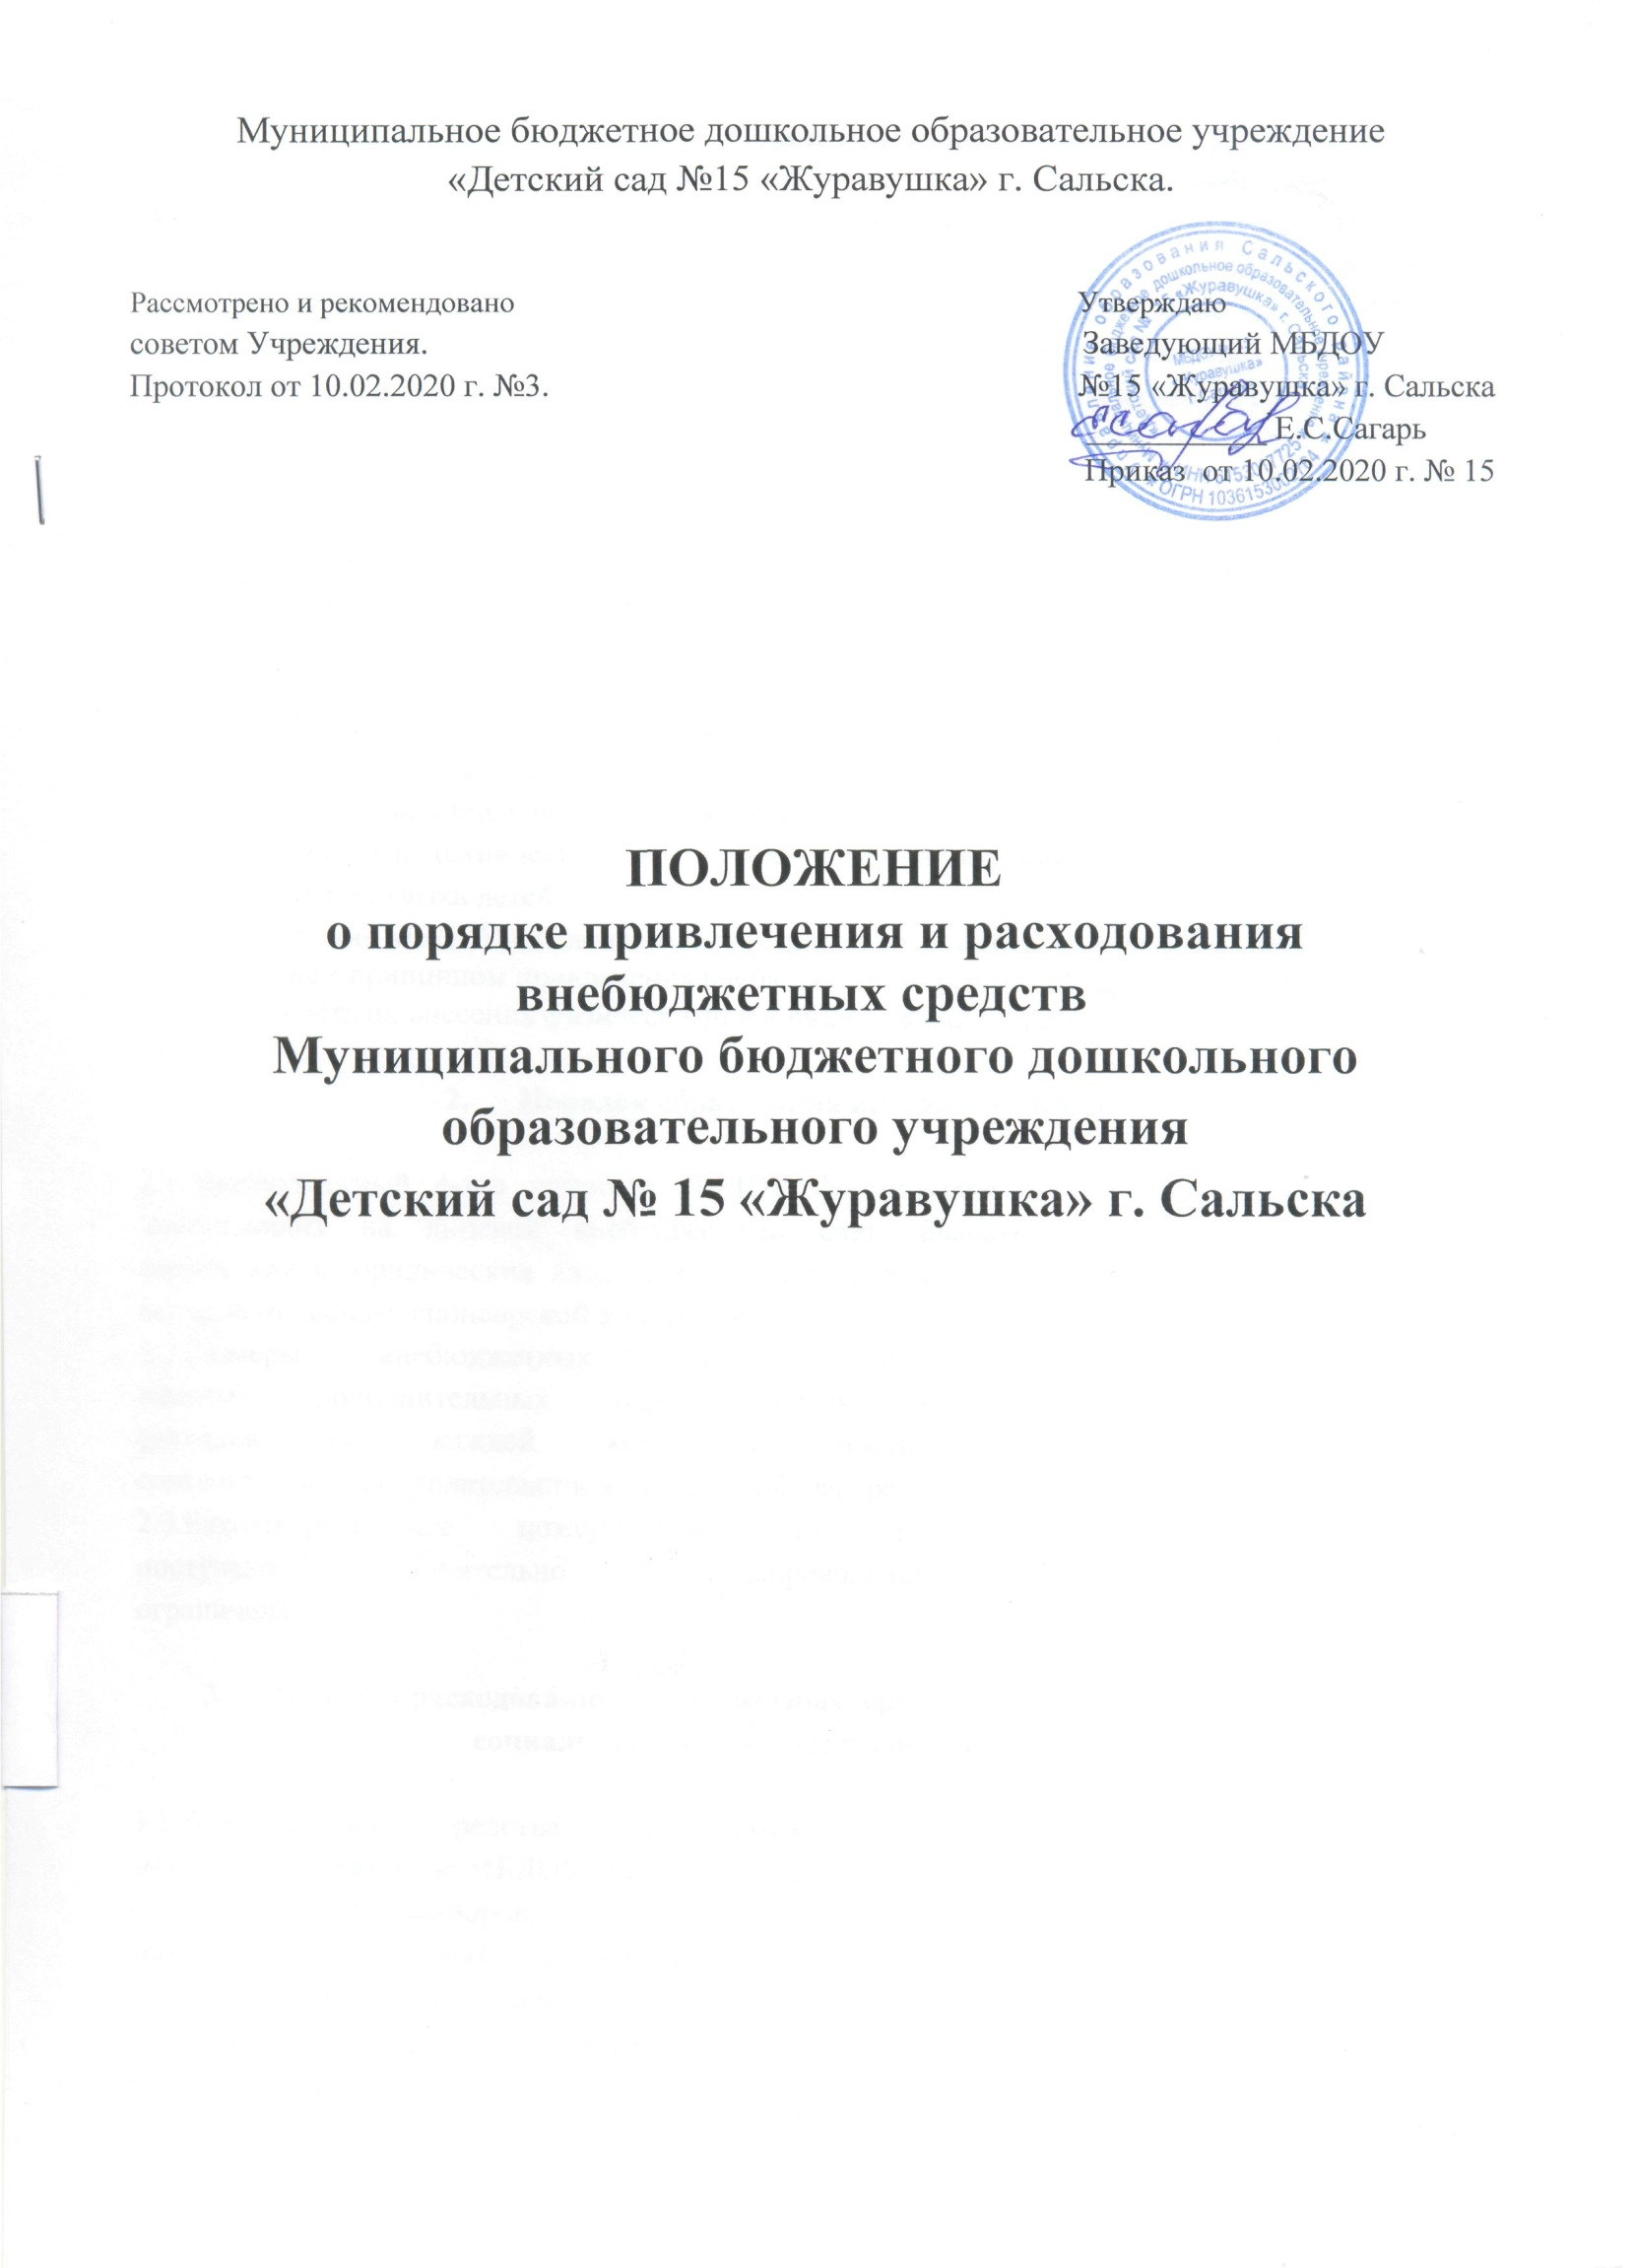 Муниципальное бюджетное дошкольное образовательное учреждение
«Детский сад №15 «Журавушка» г. Сальска.
Рассмотрено и рекомендовано
советом Учреждения.
Протокол от 10.02.2020 г. №3.
Утверждаю
Заведующий МБДОУ
№15 «Журавушка» г. Сальска
Е.С.Сагарь
Приказ от 10.02.2020 г. № 15
ПОЛОЖЕНИЕ
о порядке привлечения и расходования
внебюджетных средств
Муниципального бюджетного дошкольного
образовательного учреждения
«Детский сад № 15 «Журавушка» г. Сальска